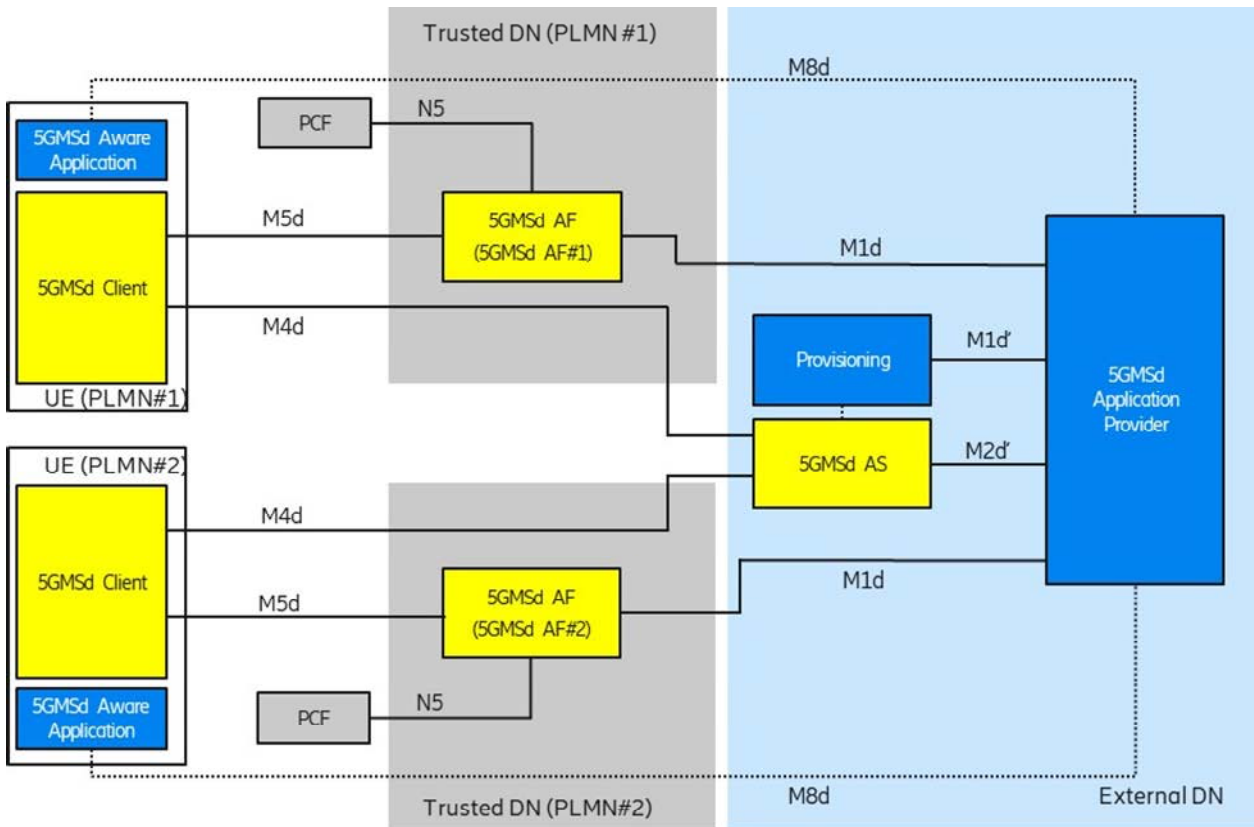 Trusted DN (PLMN #1)
M8d
N5
PCF
5GMSd Aware
Application
5GMSd AF
(5GMSd AF#1)
M5d
M1d
5GMSd Client
M4d
Provisioning
M1d'
5GMSd
Application
Provider
UE (PLMN#1)
UE (PLMN#2)
5GMSd AS
M2d'
M4d
5GMSd Client
5GMSd AF
(5GMSd AF#2)
M1d
M5d
5GMSd Aware
Application
PCF
N5
Trusted DN (PLMN#2)
M8d
External DN